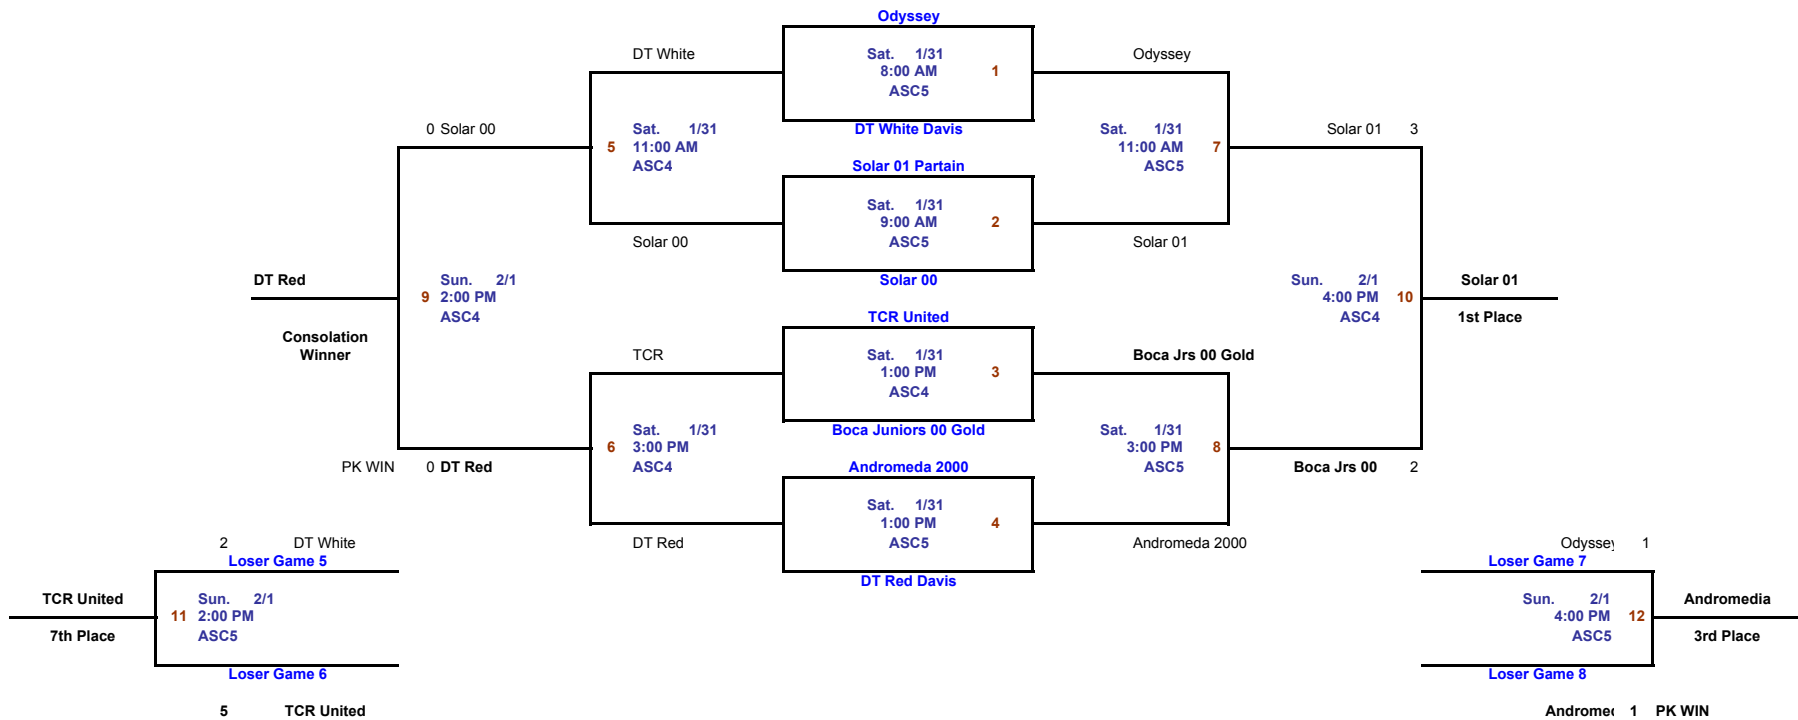 Odyssey
DT White
Sat. 1/31
8:00 AM 1
ASC5
Odyssey
DT White Davis
0 Solar 00
5 Sat. 1/31
11:00 AM
ASC4
Sat. 1/31
11:00 AM 7
ASC5
Solar 01 3
Solar 01 Partain
Sat. 1/31
9:00 AM 2
ASC5
Solar 00
Solar 01
Solar 00
DT Red
9 Sun. 2/1
2:00 PM
ASC4
Sun. 2/1
4:00 PM 10
ASC4
Solar 01
1st Place
Consolation
Winner
TCR United
TCR
Sat. 1/31
1:00 PM 3
ASC4
Boca Jrs 00 Gold
Boca Juniors 00 Gold
6 Sat. 1/31
3:00 PM
ASC4
Sat. 1/31
3:00 PM 8
ASC5
PK WIN 0 DT Red
Boca Jrs 00 2
Andromeda 2000
Sat. 1/31
1:00 PM 4
ASC5
DT Red
Andromeda 2000
DT Red Davis
2 DT White
Loser Game 5
TCR United
7th Place
11 Sun. 2/1
2:00 PM
ASC5
Loser Game 6
5 TCR United
Odyssey 1
Loser Game 7
Sun. 2/1
4:00 PM 12
ASC5
Andromedia
3rd Place
Loser Game 8
Andromed 1 PK WIN